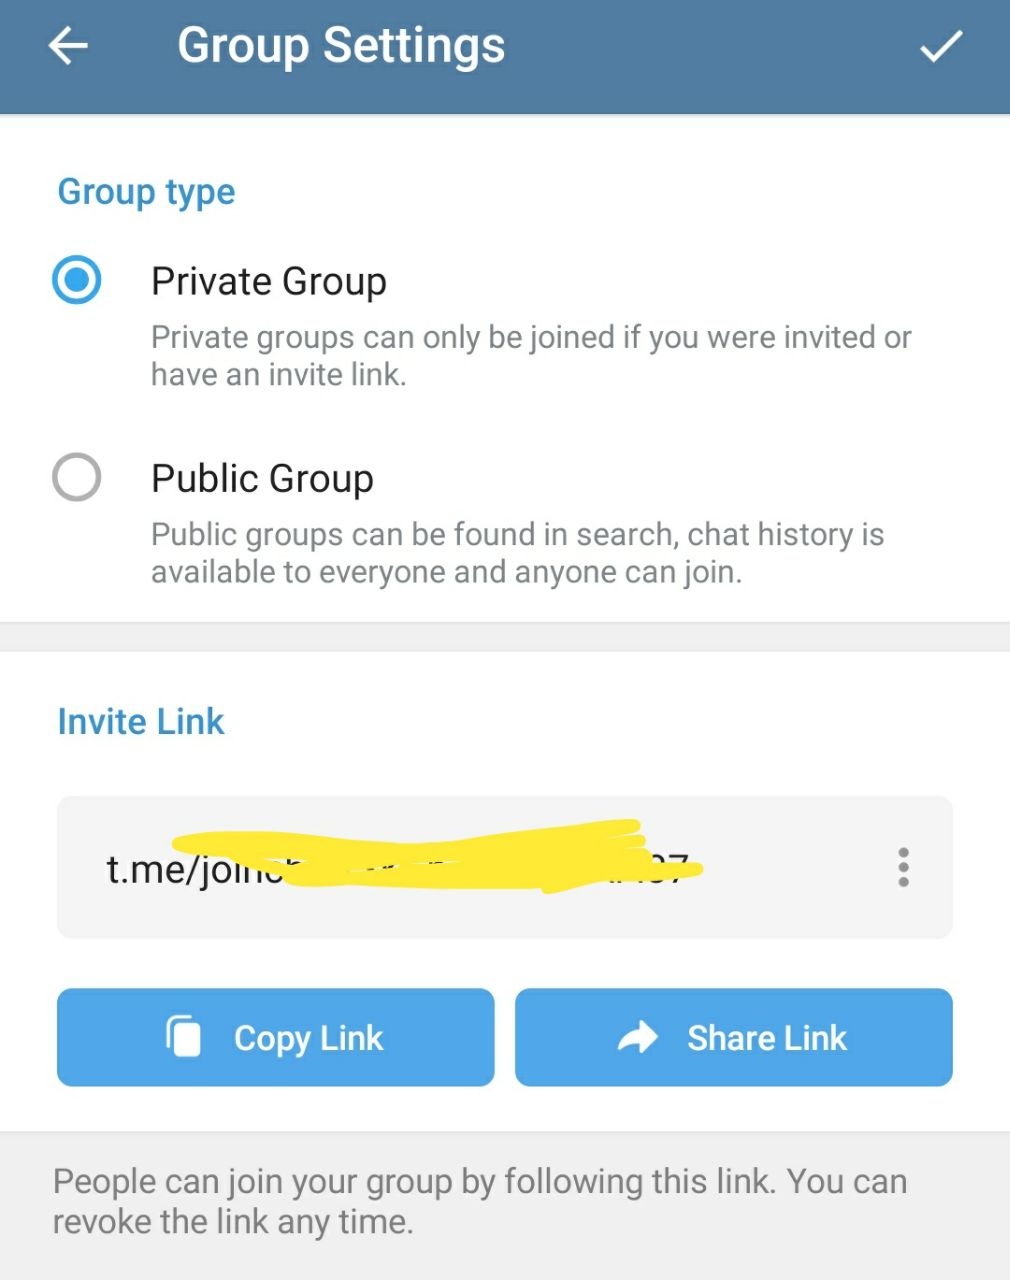 Group Settings
Group type
Private Group
Private groups can only be joined if you were invited or
have an invite link.
Public Group
Public groups can be found in search, chat history is
available to everyone and anyone can join.
Invite Link
Copy Link
Share Link
People can join your group by following this link. You can
revoke the link any time.